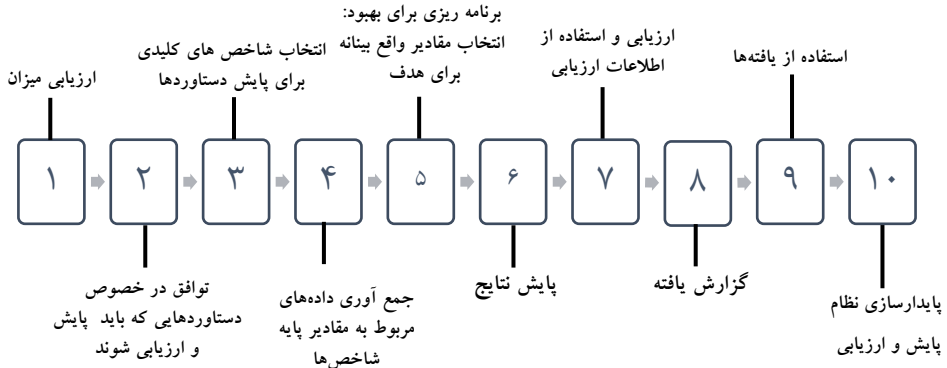 ارزیابی میزان
۱
۲
توافق در خصوص
دستاوردهایی که باید پایش
و ارزیابی شوند
انتخاب شاخص های کلیدی
برای پایش دستاوردها
۳
۴
جمع آوری داده‌های
مربوط به مقادیر پایه
شاخص‌ها
برنامه ریزی برای بهبود:
انتخاب مقادیر واقع بینانه
برای هدف
۵
۶
پایش نتایج
ارزیابی و استفاده از
اطلاعات ارزیابی
۷
۸
گزارش یافته
استفاده از یافته‌ها
۹
۱۰
پایدارسازی نظام
پایش و ارزیابی